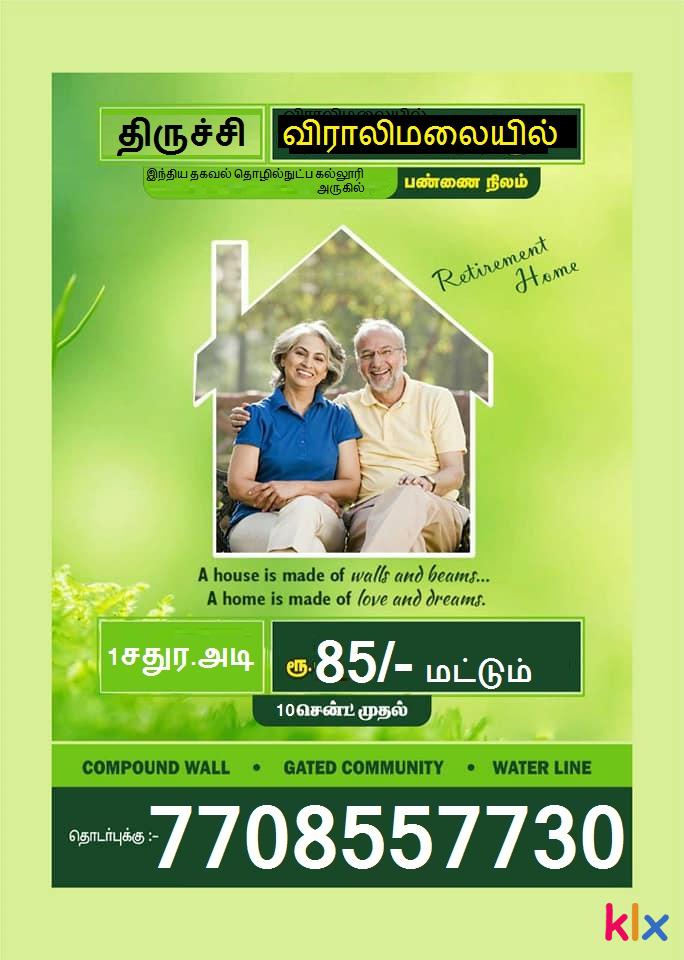 திருச்சி விராலிமலையில்
இந்திய தகவல் தொழில்நுட்ப கல்லூரி
அருகில்
பண்ணை நிலம்
Retirement
Home
A house is made of walls and beams...
A home is made of love and dreams.
1சதுர.அடி ரூ.85/- மட்டும்
10சென்ட் முதல்
COMPOUND WALL • GATED COMMUNITY • WATER LINE
தொடர்புக்கு :-7708557730
klx